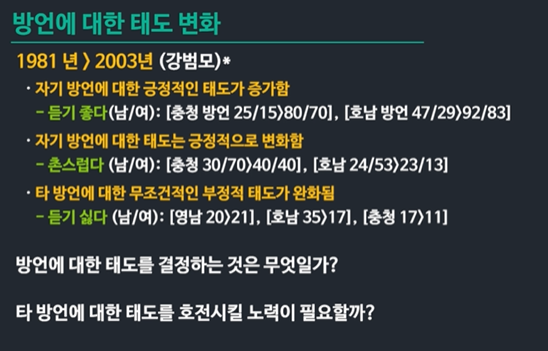 방언에 대한 태도 변화
1981 년 > 2003년 (강범모)*
· 자기 방언에 대한 긍정적인 태도가 증가함
– 듣기 좋다(남/여): [충청 방언 25/15>80/70], [호남 방언 47/29>92/83]
· 자기 방언에 대한 태도는 긍정적으로 변화함
– 촌스럽다 (남/여): [충청 30/70>40/40], [호남 24/53>23/13]
· 타 방언에 대한 무조건적인 부정적 태도가 완화됨
– 듣기 싫다 (남/여): [영남 20>21], [호남 35>17], [충청 17>11]
방언에 대한 태도를 결정하는 것은 무엇일가?
타 방언에 대한 태도를 호전시킬 노력이 필요할까?